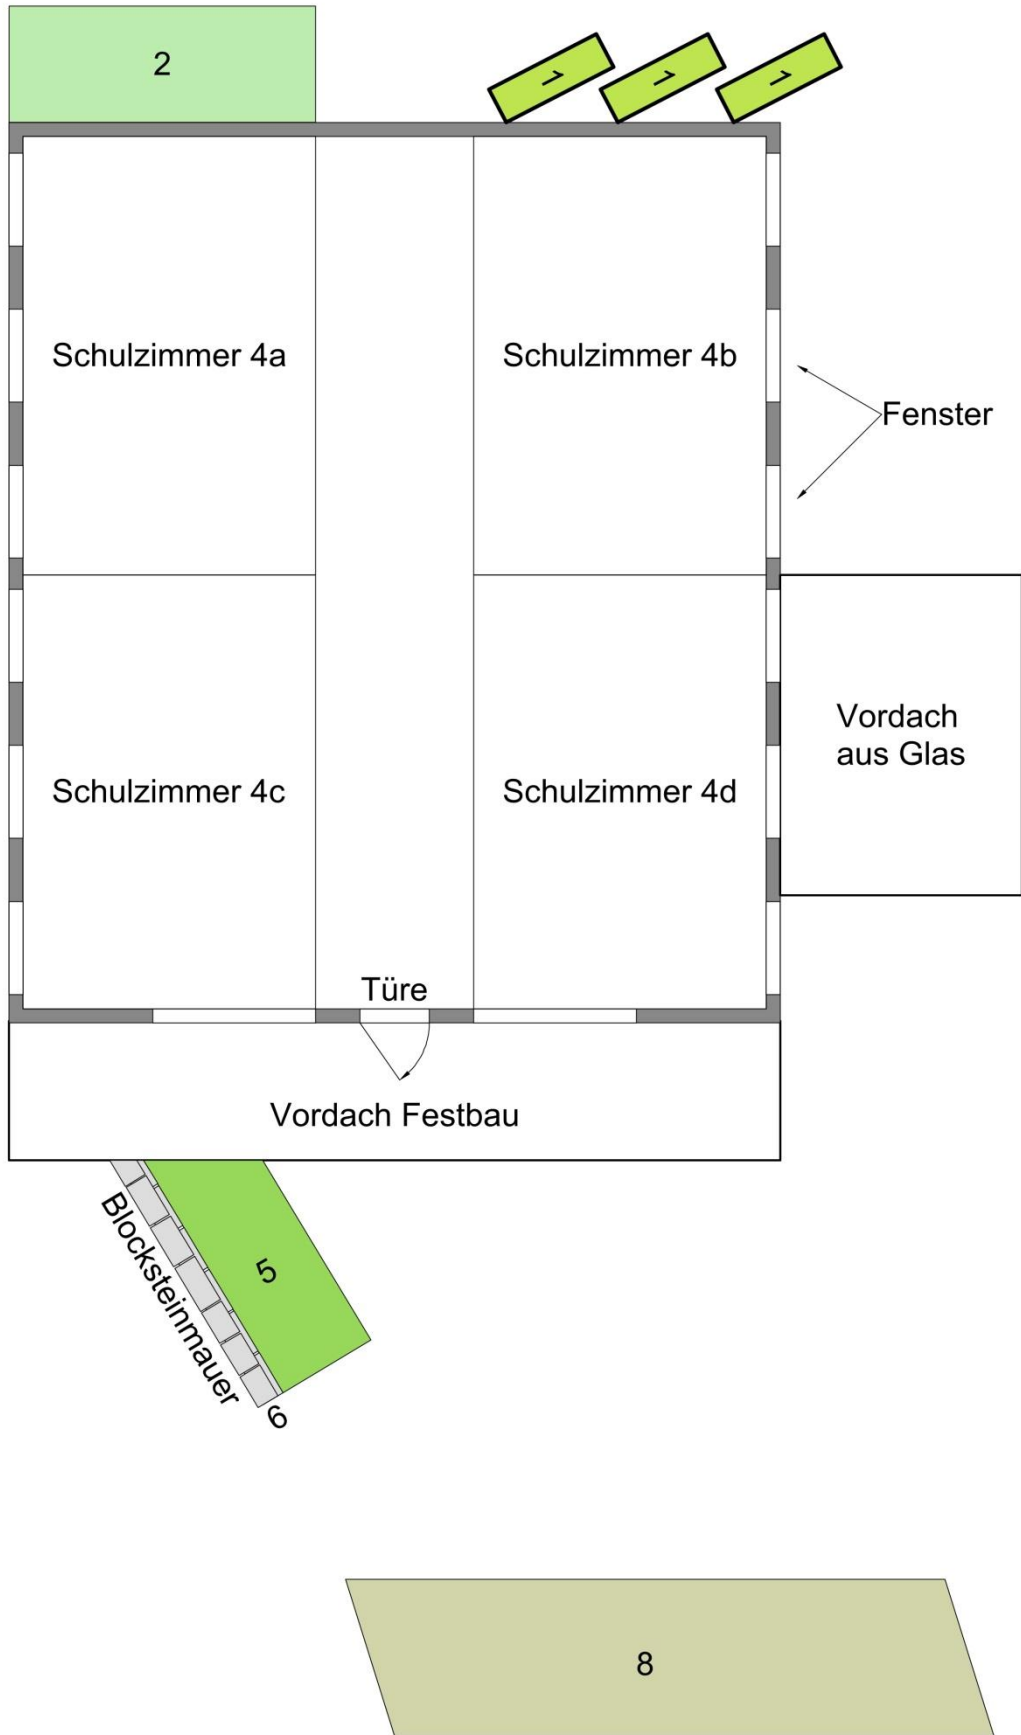 2
1
1
1
Schulzimmer 4a
Schulzimmer 4b
Fenster
Vordach
aus Glas
Schulzimmer 4c
Schulzimmer 4d
Türe
Vordach Festbau
Blocksteinmauer
5
6
8